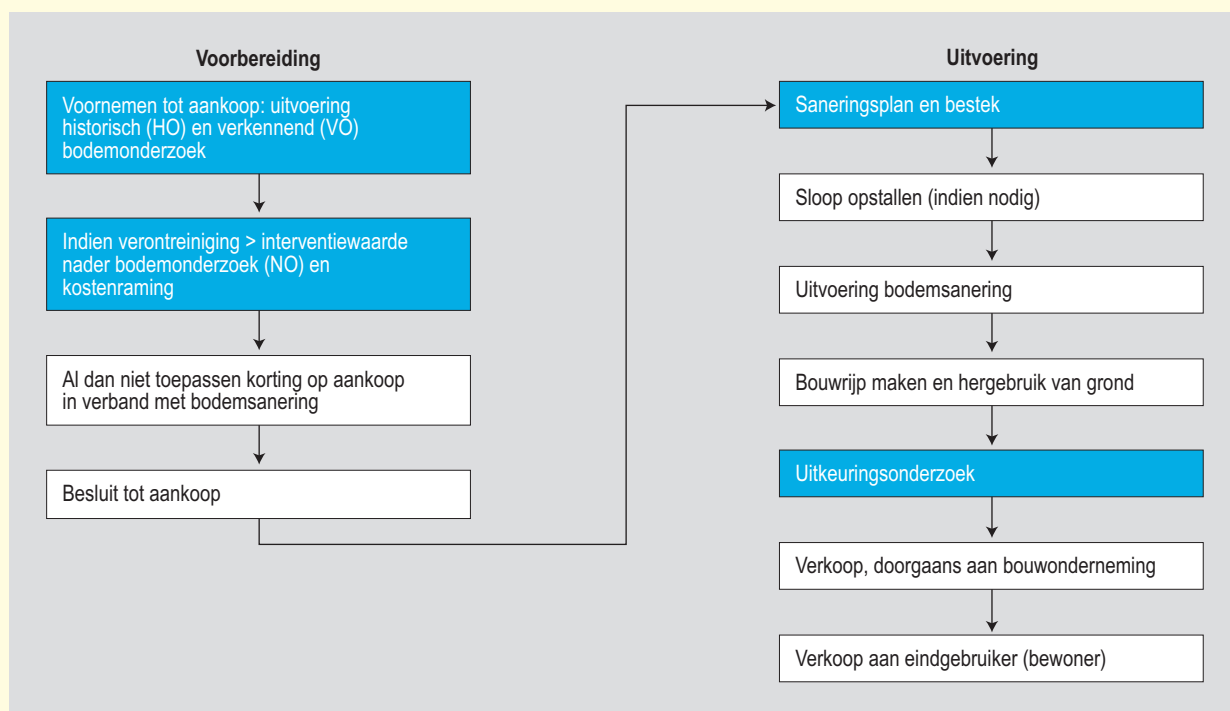 Voorbereiding
Voornemen tot aankoop: uitvoering
historisch (HO) en verkennend (VO)
bodemonderzoek
Indien verontreiniging > interventiewaarde
nader bodemonderzoek (NO) en
kostenraming
Al dan niet toepassen korting op aankoop
in verband met bodemsanering
Besluit tot aankoop
Uitvoering
Saneringsplan en bestek
Sloop opstallen (indien nodig)
Uitvoering bodemsanering
Bouwrijp maken en hergebruik van grond
Uitkeuringsonderzoek
Verkoop, doorgaans aan bouwonderneming
Verkoop aan eindgebruiker (bewoner)